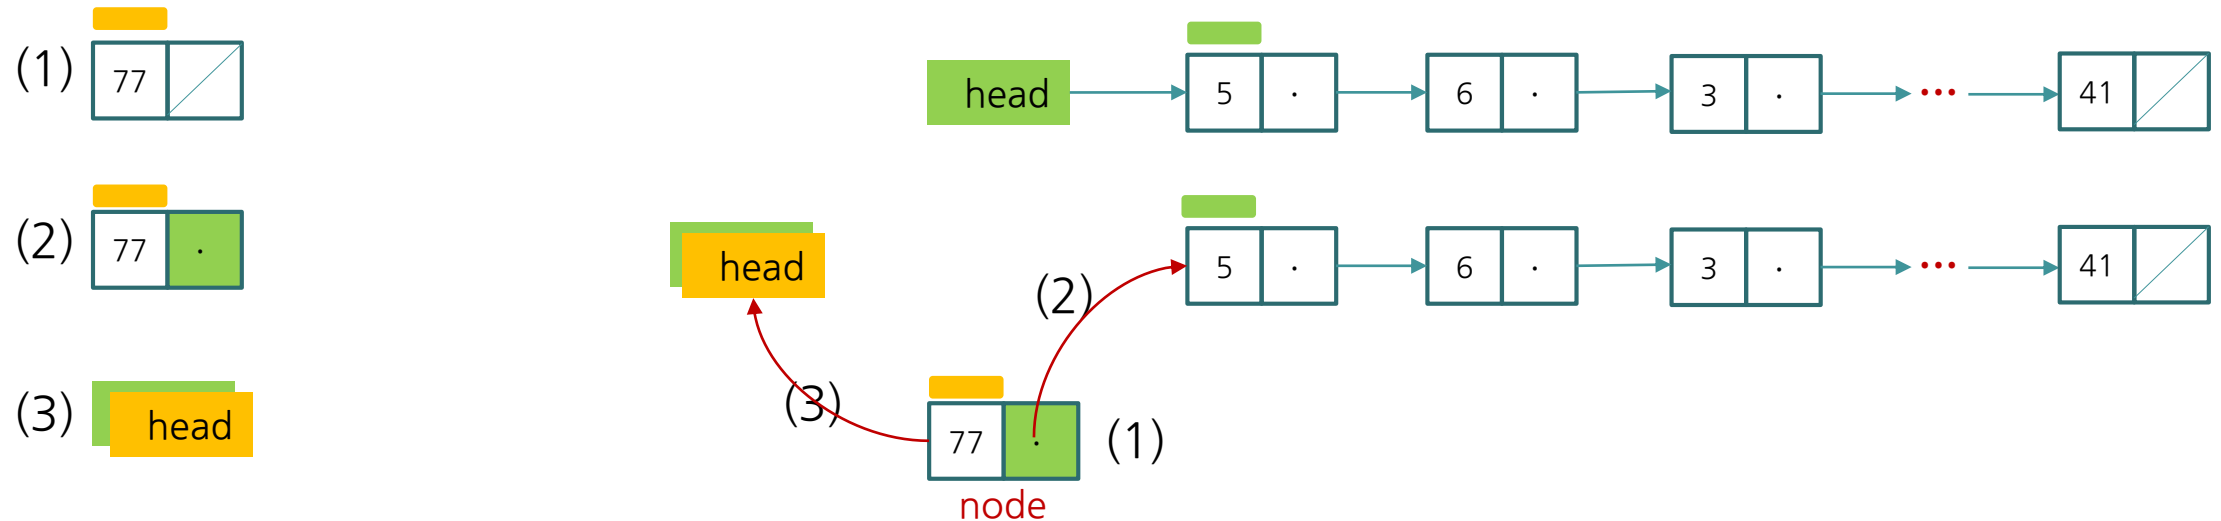 (1) 77
head 5 · 6 · 3 · ... 41
(2) 77 ·
head 5 · 6 · 3 · ... 41
(2)
(3) head
(3)
77 · (1)
node